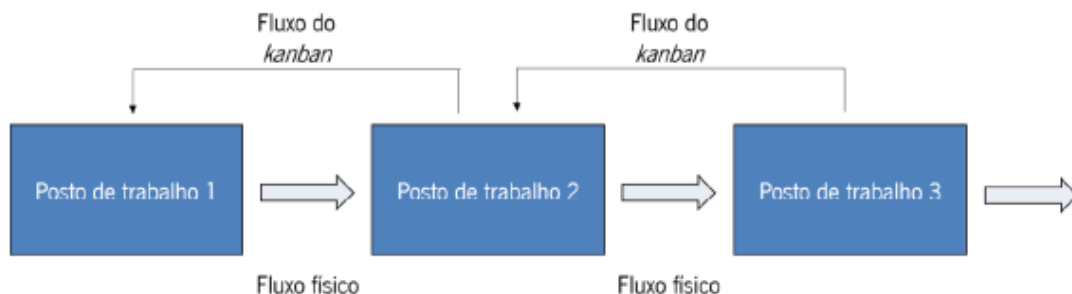 Fluxo do
kanban
Fluxo do
kanban
Posto de trabalho 1
Posto de trabalho 2
Posto de trabalho 3
Fluxo físico
Fluxo físico